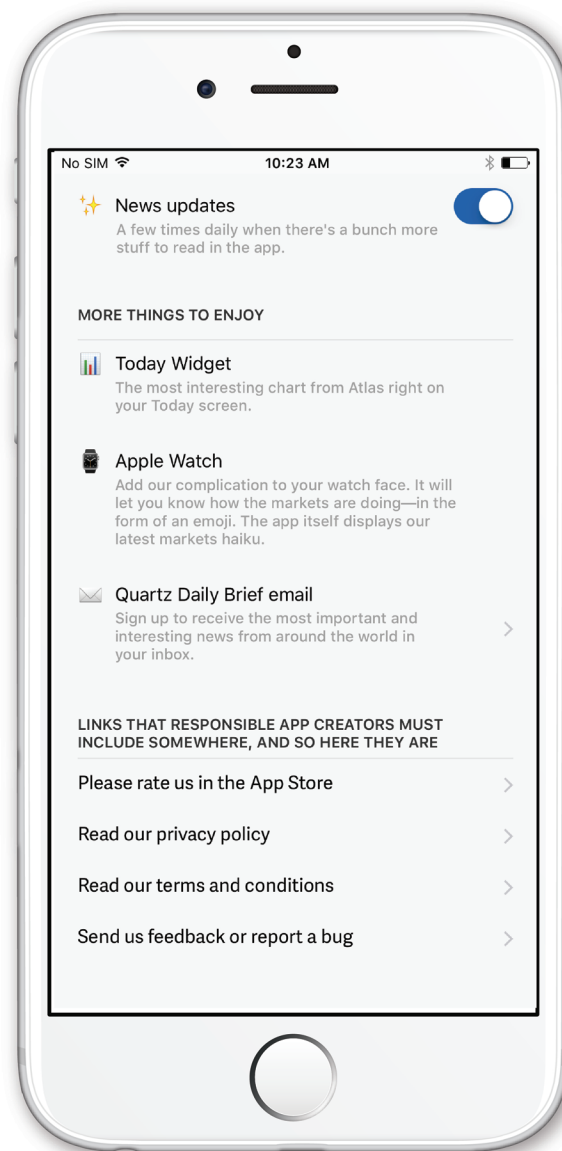 No SIM 10:23 AM
News updates
A few times daily when there's a bunch more
stuff to read in the app.
MORE THINGS TO ENJOY
Today Widget
The most interesting chart from Atlas right on
your Today screen.
Apple Watch
Add our complication to your watch face. It will
let you know how the markets are doing—in the
form of an emoji. The app itself displays our
latest markets haiku.
Quartz Daily Brief email
Sign up to receive the most important and
interesting news from around the world in
your inbox.
LINKS THAT RESPONSIBLE APP CREATORS MUST
INCLUDE SOMEWHERE, AND SO HERE THEY ARE
Please rate us in the App Store
Read our privacy policy
Read our terms and conditions
Send us feedback or report a bug